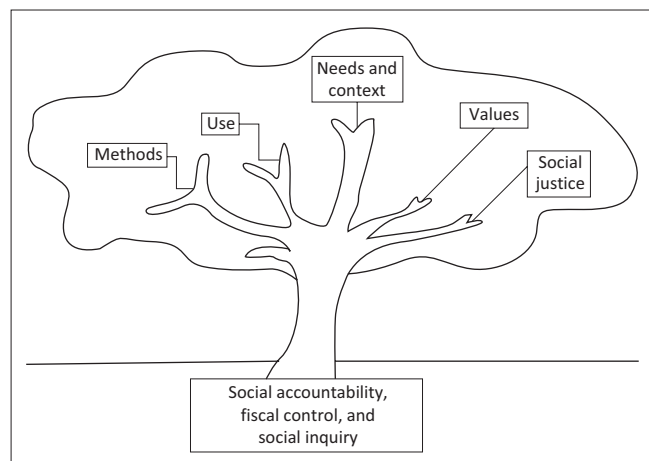 Needs and
context
Use
Values
Methods
Social
justice
Social accountability,
fiscal control, and
social inquiry